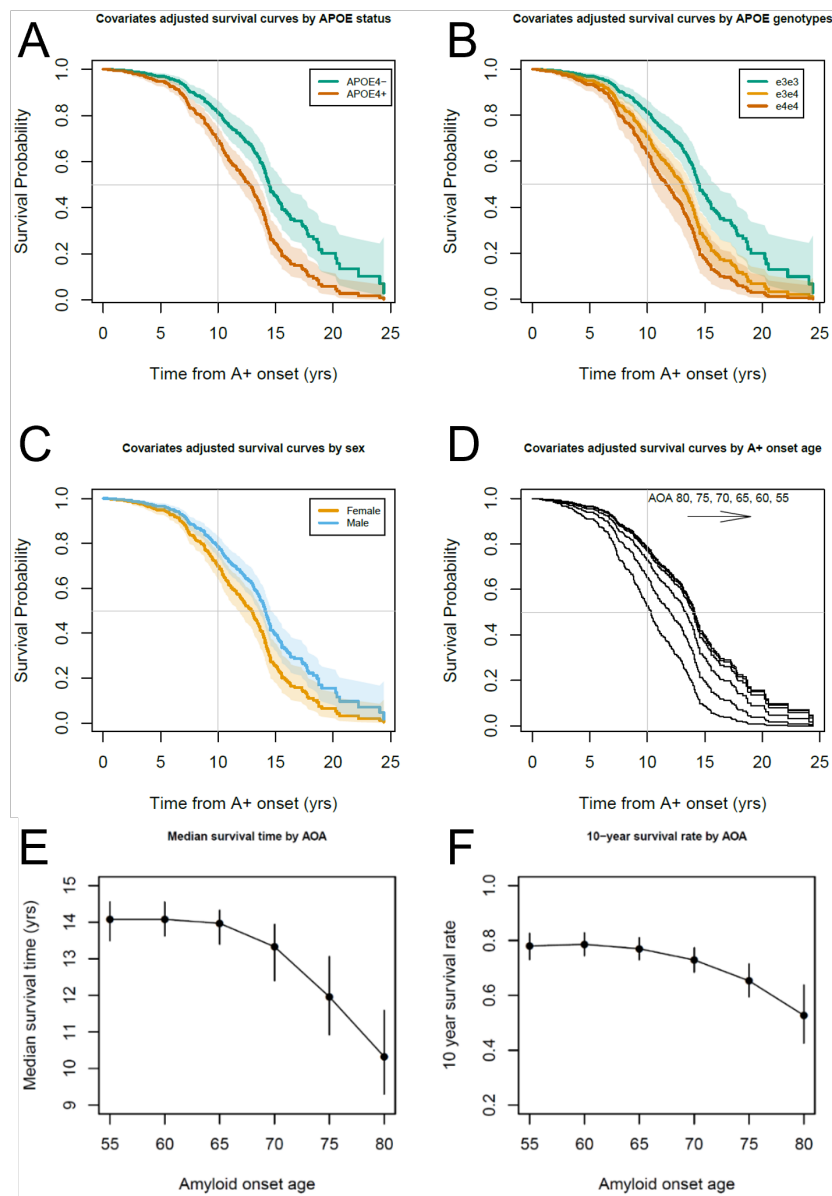 A
Covariates adjusted survival curves by APOE status
Survival Probability
1.0
0.8
0.6
0.4
0.2
0.0
APOE4−
APOE4+
0 5 10 15 20 25
Time from A+ onset (yrs)
B
Covariates adjusted survival curves by APOE genotypes
Survival Probability
1.0
0.8
0.6
0.4
0.2
0.0
e3e3
e3e4
e4e4
0 5 10 15 20 25
Time from A+ onset (yrs)
C
Covariates adjusted survival curves by sex
Survival Probability
1.0
0.8
0.6
0.4
0.2
0.0
Female
Male
0 5 10 15 20 25
Time from A+ onset (yrs)
D
Covariates adjusted survival curves by A+ onset age
Survival Probability
1.0
0.8
0.6
0.4
0.2
0.0
AOA 80, 75, 70, 65, 60, 55
0 5 10 15 20 25
Time from A+ onset (yrs)
E
Median survival time by AOA
Median survival time (yrs)
15
14
13
12
11
10
9
55 60 65 70 75 80
Amyloid onset age
F
10−year survival rate by AOA
10 year survival rate
1.0
0.8
0.6
0.4
0.2
55 60 65 70 75 80
Amyloid onset age